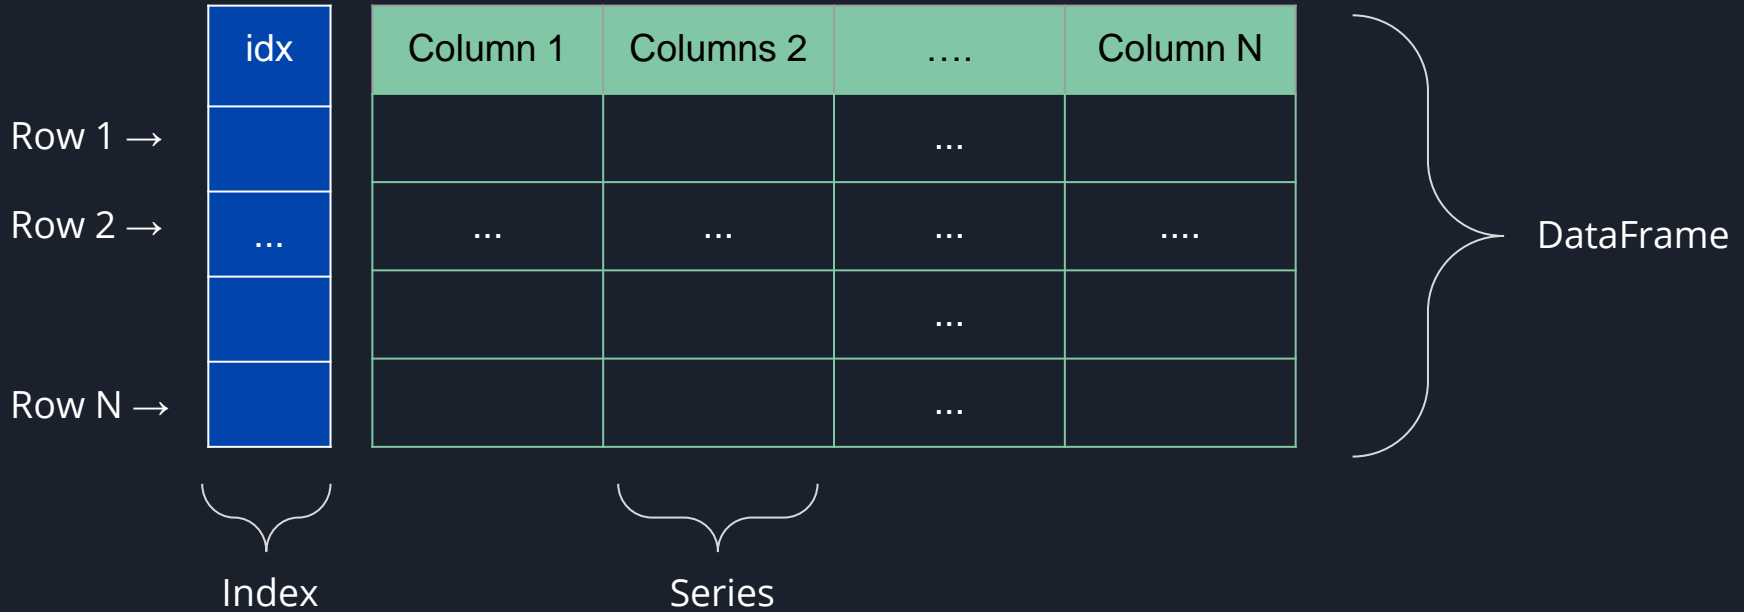 idx Column 1 Columns 2 .... Column N
Row 1 → ...
Row 2 → ... ... ... ... ....
...
Row N → ...
DataFrame
Index Series